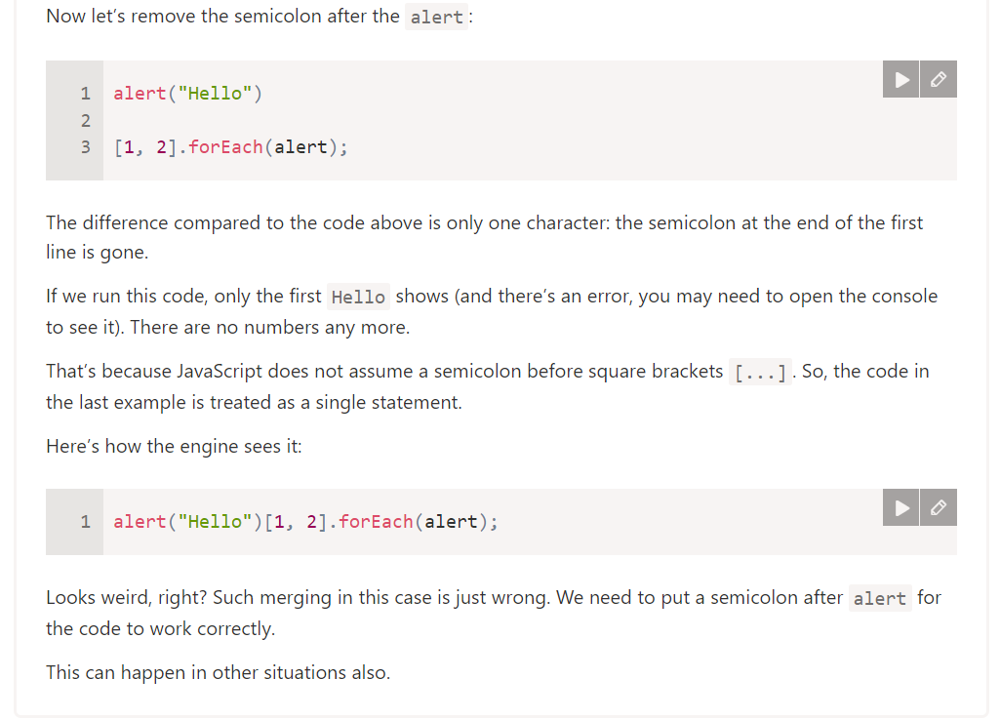 Now let’s remove the semicolon after the alert:
1 alert("Hello")
2
3 [1, 2].forEach(alert);
The difference compared to the code above is only one character: the semicolon at the end of the first
line is gone.
If we run this code, only the first Hello shows (and there’s an error, you may need to open the console
to see it). There are no numbers any more.
That’s because JavaScript does not assume a semicolon before square brackets [...]. So, the code in
the last example is treated as a single statement.
Here’s how the engine sees it:
1 alert("Hello")[1, 2].forEach(alert);
Looks weird, right? Such merging in this case is just wrong. We need to put a semicolon after alert for
the code to work correctly.
This can happen in other situations also.